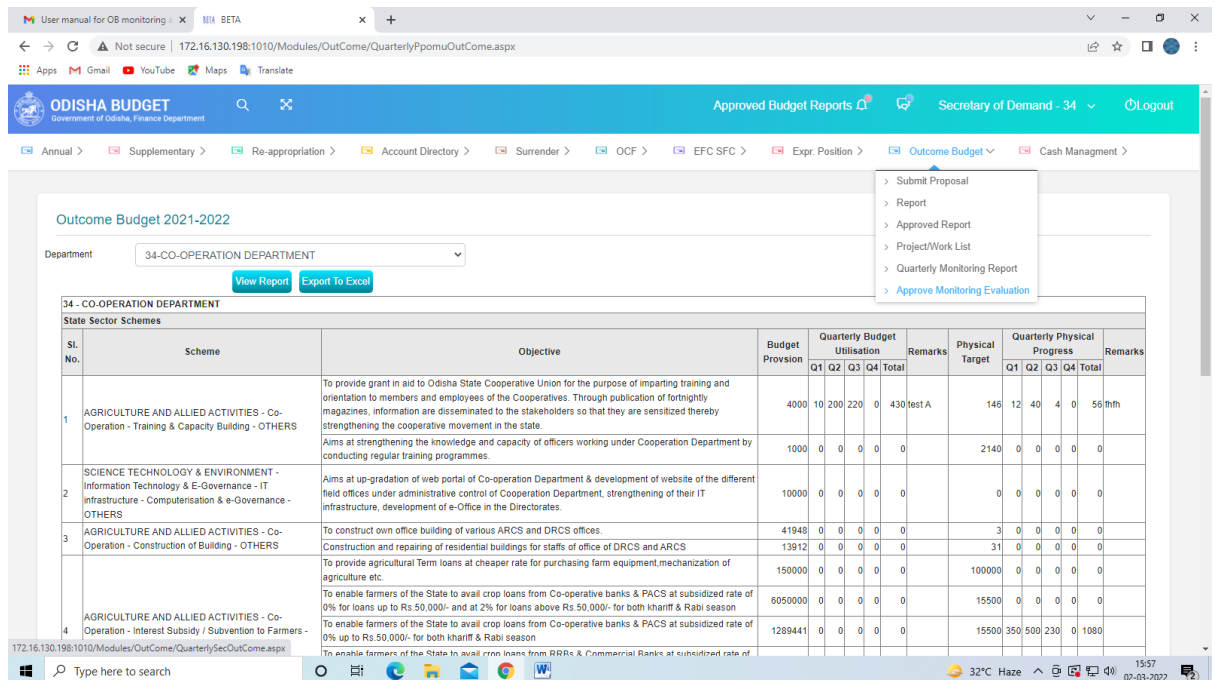 User manual for OB monitoring a
BETA BETA
Not secure | 172.16.130.198:1010/Modules/OutCome/QuarterlyPpomuOutCome.aspx
Apps Gmail YouTube Maps Translate
ODISHA BUDGET
Government of Odisha, Finance Department
Approved Budget Reports Secretary of Demand - 34 Logout
Annual > Supplementary > Re-appropriation > Account Directory > Surrender > OCF > EFC SFC > Expr. Position > Outcome Budget Cash Managment >
> Submit Proposal
> Report
> Approved Report
> Project/Work List
> Quarterly Monitoring Report
> Approve Monitoring Evaluation
Outcome Budget 2021-2022
Department 34-CO-OPERATION DEPARTMENT
View Report Export To Excel
34 - CO-OPERATION DEPARTMENT
State Sector Schemes
Sl. No. Scheme Objective Budget Provsion Quarterly Budget Utilisation Remarks Physical Target Quarterly Physical Progress Remarks
Q1 Q2 Q3 Q4 Total Q1 Q2 Q3 Q4 Total
1 AGRICULTURE AND ALLIED ACTIVITIES - Co-
Operation - Training & Capacity Building - OTHERS
To provide grant in aid to Odisha State Cooperative Union for the purpose of imparting training and
orientation to members and employees of the Cooperatives. Through publication of fortnightly
magazines, information are disseminated to the stakeholders so that they are sensitized thereby
strengthening the cooperative movement in the state.
4000 10 200 220 0 430 test A 146 12 40 4 0 56 fhfh
Aims at strengthening the knowledge and capacity of officers working under Cooperation Department by
conducting regular training programmes.
1000 0 0 0 0 0 2140 0 0 0 0 0
2 SCIENCE TECHNOLOGY & ENVIRONMENT -
Information Technology & E-Governance - IT
infrastructure - Computerisation & e-Governance -
OTHERS
Aims at up-gradation of web portal of Co-operation Department & development of website of the different
field offices under administrative control of Cooperation Department, strengthening of their IT
infrastructure, development of e-Office in the Directorates.
10000 0 0 0 0 0 0 0 0 0 0 0
3 AGRICULTURE AND ALLIED ACTIVITIES - Co-
Operation - Construction of Building - OTHERS
To construct own office building of various ARCS and DRCS offices. 41948 0 0 0 0 0 3 0 0 0 0 0
Construction and repairing of residential buildings for staffs of office of DRCS and ARCS 13912 0 0 0 0 0 31 0 0 0 0 0
4 AGRICULTURE AND ALLIED ACTIVITIES - Co-
Operation - Interest Subsidy / Subvention to Farmers -
To provide agricultural Term loans at cheaper rate for purchasing farm equipment,mechanization of
agriculture etc.
150000 0 0 0 0 0 100000 0 0 0 0 0
To enable farmers of the State to avail crop loans from Co-operative banks & PACS at subsidized rate of
0% for loans up to Rs.50,000/- and at 2% for loans above Rs.50,000/- for both khariff & Rabi season
6050000 0 0 0 0 0 15500 0 0 0 0 0
To enable farmers of the State to avail crop loans from Co-operative banks & PACS at subsidized rate of
0% up to Rs.50,000/- for both khariff & Rabi season
1289441 0 0 0 0 0 15500 350 500 230 0 1080
To enable farmers of the State to avail crop loans from RRBs & Commercial Banks at subsidized rate of
172.16.130.198:1010/Modules/OutCome/QuarterlySecOutCome.aspx
Type here to search
32°C Haze
15:57
02-03-2022
2